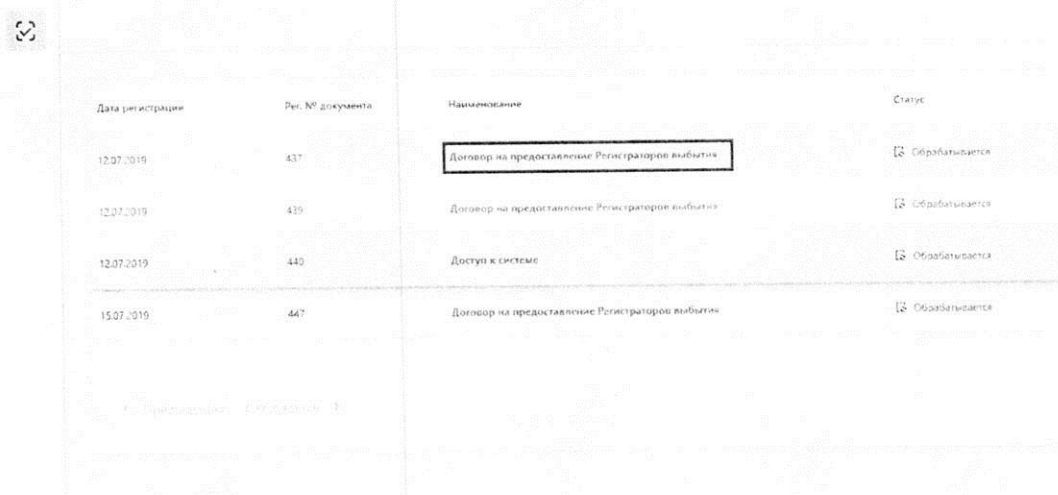 Дата регистрации Рег. № документа Наименование Статус
12.07.2019 437 Договор на предоставление Регистраторов выбытия Обрабатывается
12.07.2019 439 Договор на предоставление Регистраторов выбытия Обрабатывается
12.07.2019 440 Доступ к системе Обрабатывается
15.07.2019 447 Договор на предоставление Регистраторов выбытия Обрабатывается